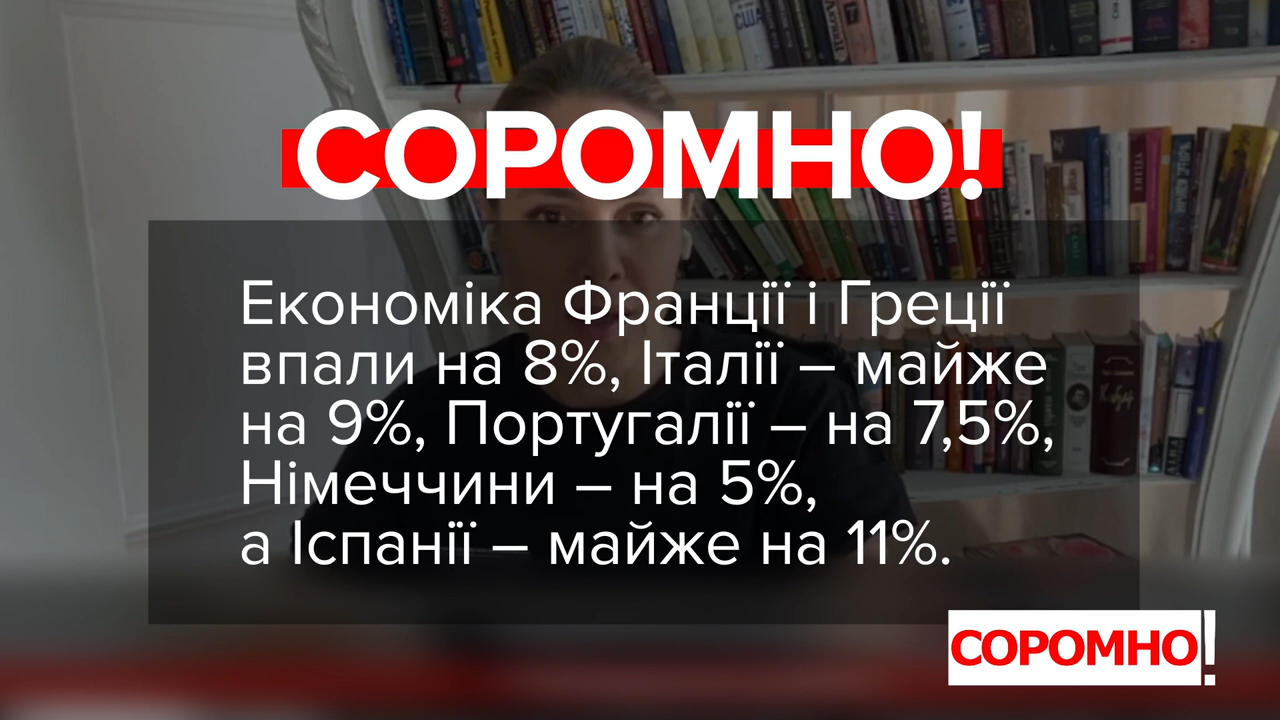 СОРОМНО!
Економіка Франції і Греції
впали на 8%, Італії – майже
на 9%, Португалії – на 7,5%,
Німеччини – на 5%,
а Іспанії – майже на 11%.
СОРОМНО!